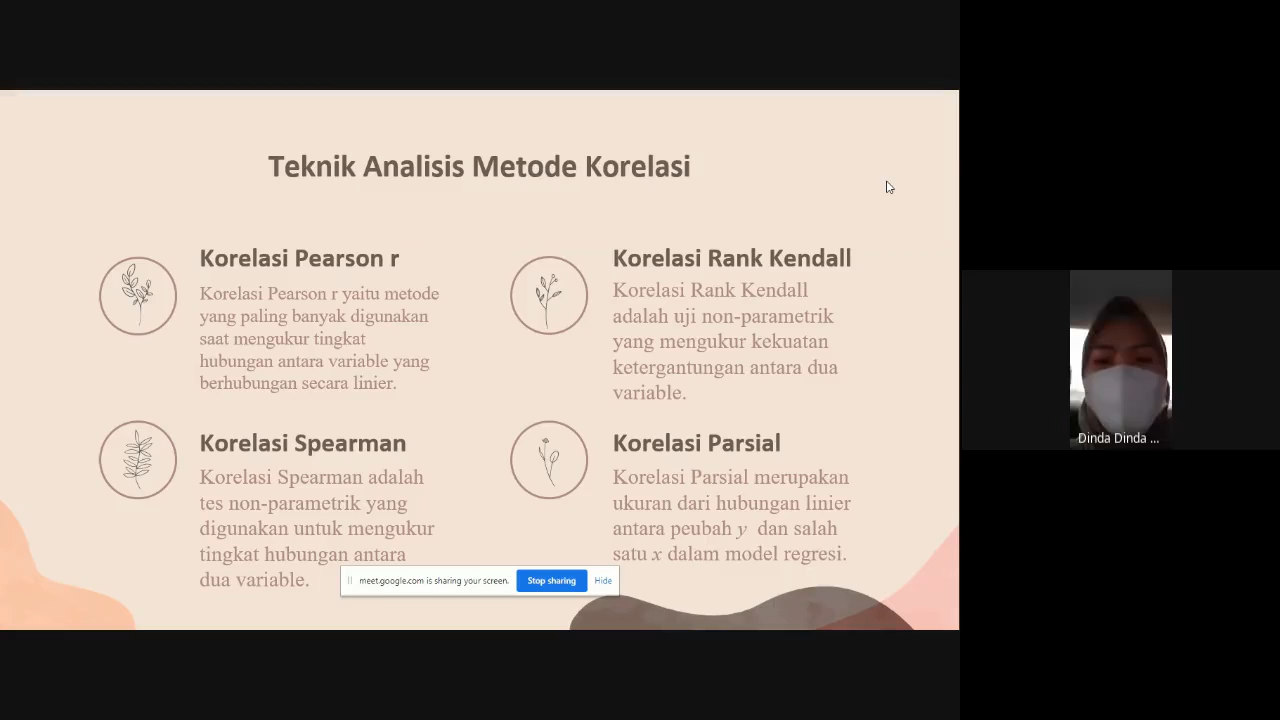 Teknik Analisis Metode Korelasi
Korelasi Pearson r
Korelasi Pearson r yaitu metode
yang paling banyak digunakan
saat mengukur tingkat
hubungan antara variable yang
berhubungan secara linier.
Korelasi Rank Kendall
Korelasi Rank Kendall
adalah uji non-parametrik
yang mengukur kekuatan
ketergantungan antara dua
variable.
Korelasi Spearman
Korelasi Spearman adalah
tes non-parametrik yang
digunakan untuk mengukur
tingkat hubungan antara
dua variable.
Korelasi Parsial
Korelasi Parsial merupakan
ukuran dari hubungan linier
antara peubah y dan salah
satu x dalam model regresi.
meet.google.com is sharing your screen. Stop sharing Hide
Dinda Dinda ...